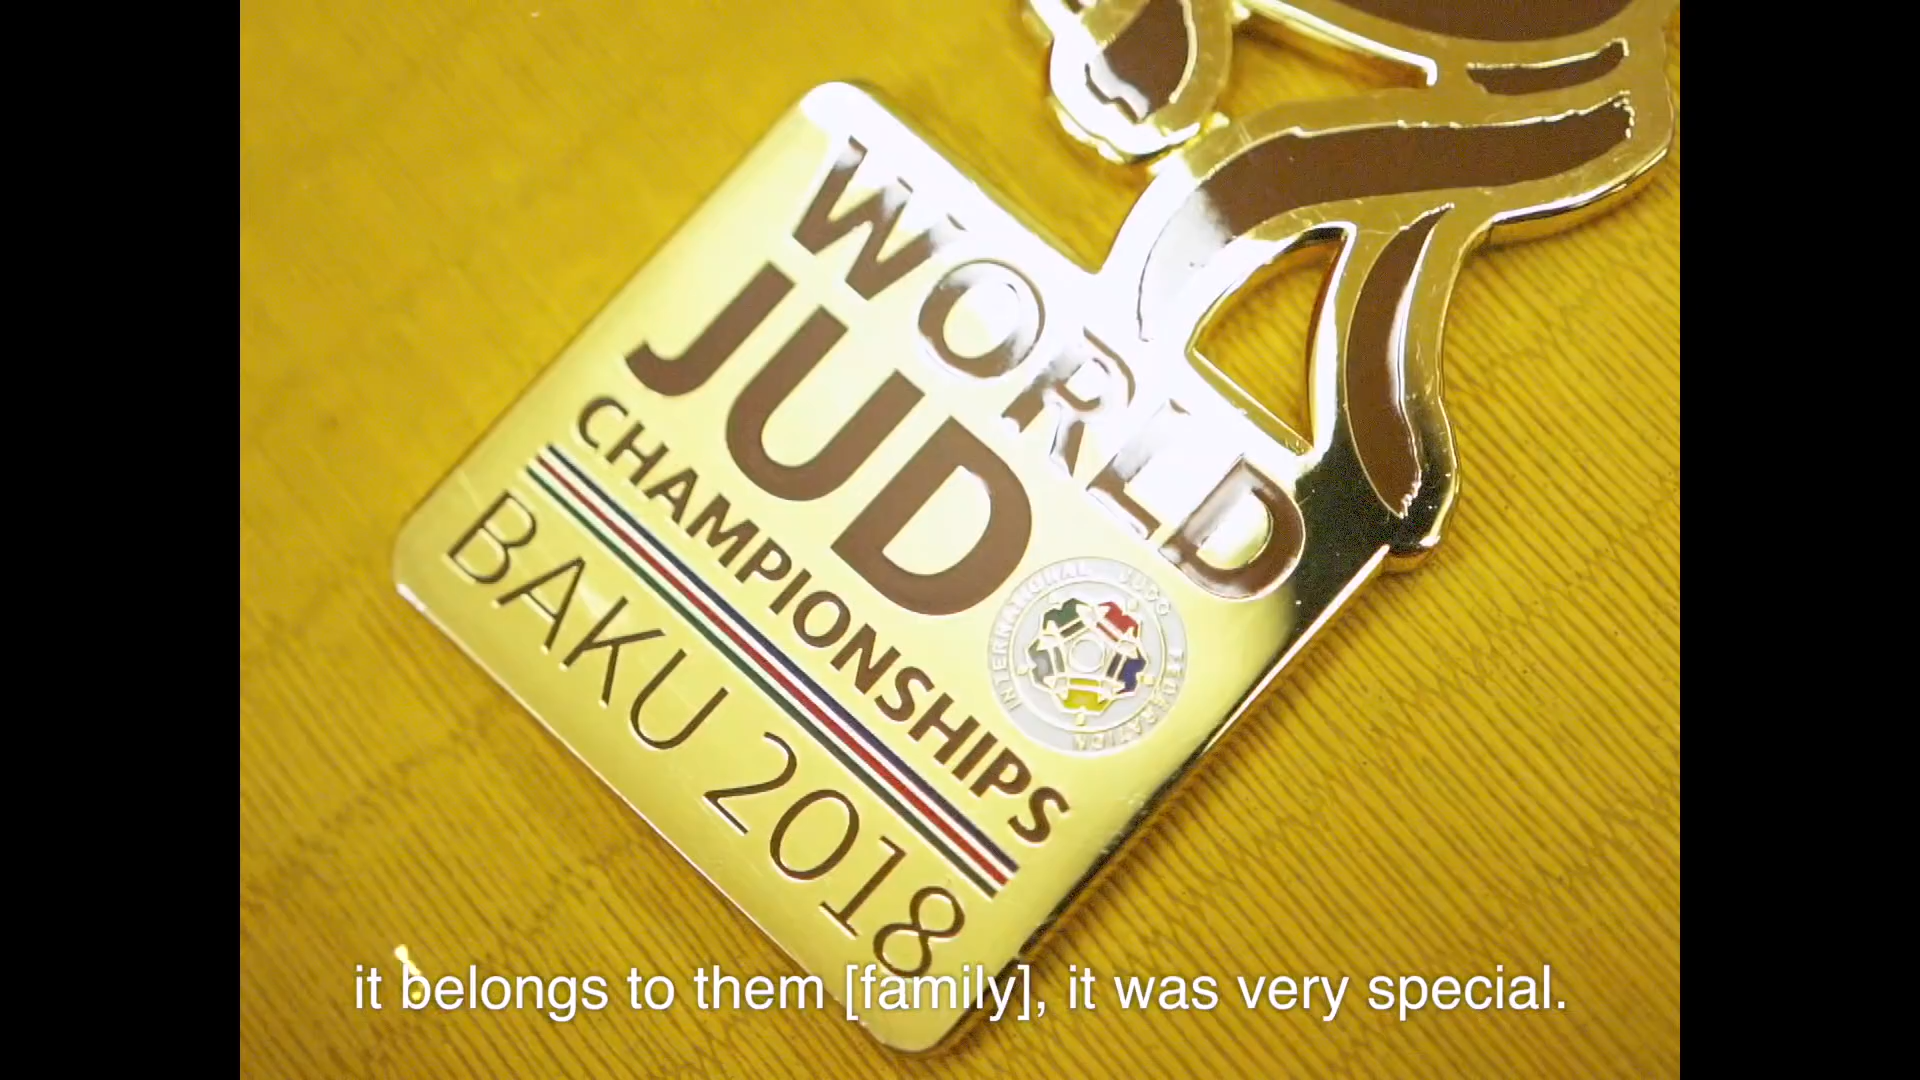 WORLD
JUDO
CHAMPIONSHIPS
INTERNATIONAL JUDO FEDERATION
BAKU 2018
it belongs to them [family], it was very special.